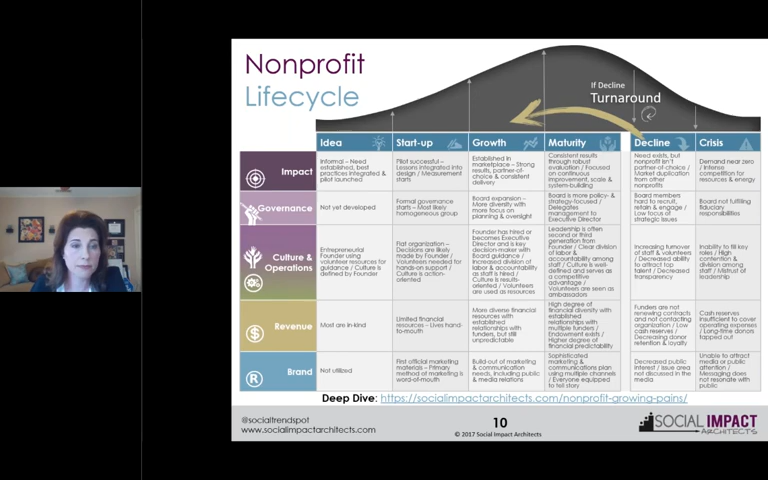 Nonprofit
Lifecycle
If Decline
Turnaround
Idea
Start-up
Growth
Maturity
Decline
Crisis
Impact
Informal – Need
established, best
practices integrated &
pilot launched
Pilot successful –
Lessons integrated into
design / Measurement
starts
Established in
marketplace – Strong
results, partner-of-
choice & consistent
delivery
Consistent results
through robust
evaluation / Focused
on continuous
improvement, scale &
system-building
Need exists, but
nonprofit isn't
partner-of-choice /
Market duplication
from other
nonprofits
Demand near zero
/ Intense
competition for
resources & energy
Governance
Not yet developed
Formal governance
starts – Most likely
homogeneous group
Board expansion –
More diversity with
more focus on
planning & oversight
Board is more policy- &
strategy-focused /
Delegates
management to
Executive Director
Board members
hard to recruit,
retain & engage /
Low focus of
strategic issues
Board not fulfilling
fiduciary
responsibilities
Culture &
Operations
Entrepreneurial
Founder using
volunteer resources for
guidance / Culture is
defined by Founder
Flat organization –
Decisions are likely
made by Founder /
Volunteers needed for
hands-on support /
Culture is action-
oriented
Founder has hired or
becomes Executive
Director and is key
decision-maker with
Board guidance /
Increased division of
labor & accountability
as staff is hired /
Culture is results-
oriented / Volunteers
are used as resources
Leadership is often
second or third
generation from
Founder / Clear division
of labor &
accountability among
staff / Culture is well-
defined and serves as
a competitive
advantage /
Volunteers are seen as
ambassadors
Increasing turnover
of staff & volunteers
/ Decreased ability
to attract top
talent / Decreased
transparency
Inability to fill key
roles / High
contention &
division among
staff / Mistrust of
leadership
Revenue
Most are in-kind
Limited financial
resources – Lives hand-
to-mouth
More diverse financial
resources with
established
relationships with
funders, but still
unpredictable
High degree of
financial diversity with
established
relationships with
multiple funders /
Endowment exists /
Higher degree of
financial predictability
Funders are not
renewing contracts
and not contacting
organization / Low
cash reserves /
Decreasing donor
retention & loyalty
Cash reserves
insufficient to cover
operating expenses
/ Long-time donors
tapped out
Brand
Not utilized
First official marketing
materials – Primary
method of marketing is
word-of-mouth
Build-out of marketing
& communication
need, including public
& media relations
Sophisticated
marketing &
communications plan
using multiple channels
/ Everyone equipped
to tell story
Decreased public
interest / Issue area
not discussed in the
media
Unable to attract
media or public
attention /
Messaging does
not resonate with
public
Deep Dive: https://socialimpactarchitects.com/nonprofit-growing-pains/
@socialtrendspot
www.socialimpactarchitects.com
10
© 2017 Social Impact Architects
SOCIAL IMPACT
ARCHITECTS